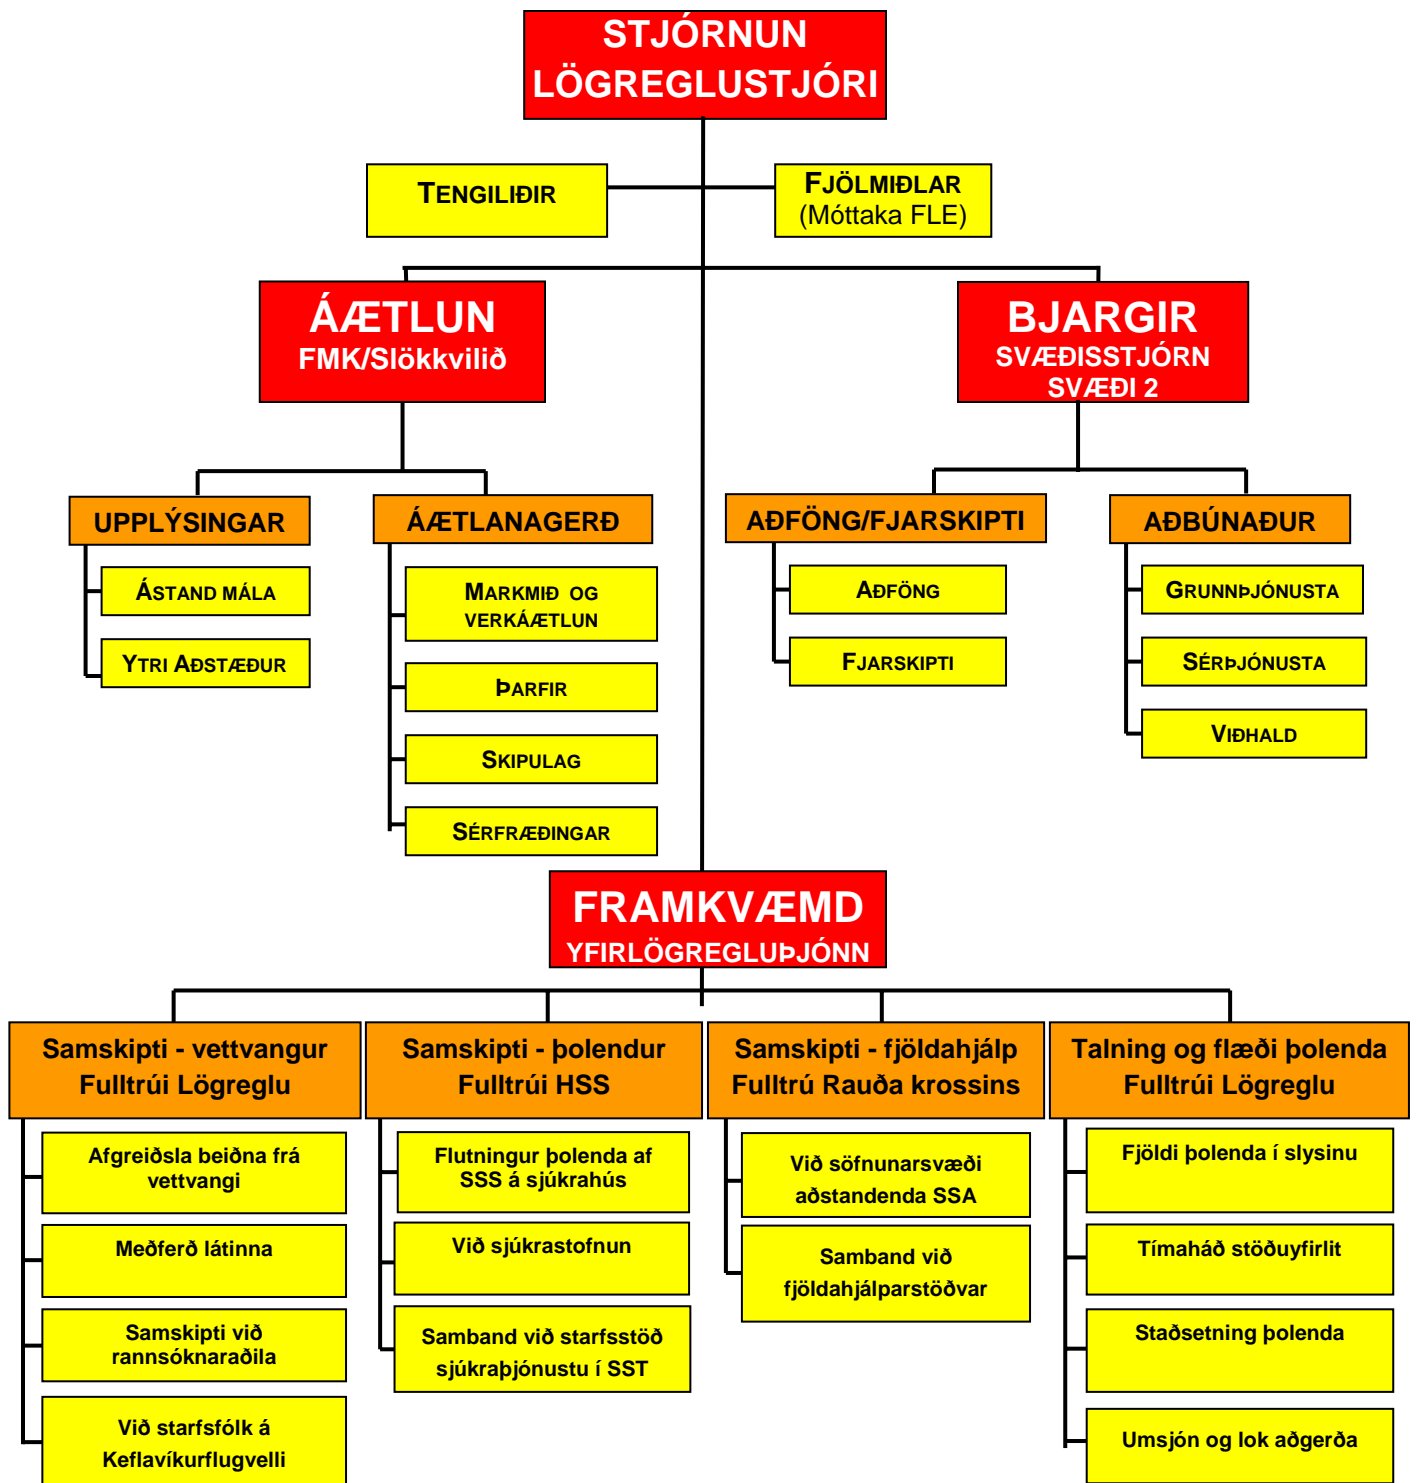 STJÓRNUN
LÖGREGLUSTJÓRI
TENGILIÐIR
FJÖLMIÐLAR
(Móttaka FLE)
ÁÆTLUN
FMK/Slökkvilið
BJARGIR
SVÆÐISSTJÓRN
SVÆÐI 2
UPPLÝSINGAR
ÁSTAND MÁLA
YTRI AÐSTÆÐUR
ÁÆTLANAGERÐ
MARKMIÐ OG
VERKÁÆTLUN
ÞARFIR
SKIPULAG
SÉRFRÆÐINGAR
AÐFÖNG/FJARSKIPTI
AÐFÖNG
FJARSKIPTI
AÐBÚNAÐUR
GRUNNÞJÓNUSTA
SÉRÞJÓNUSTA
VIÐHALD
FRAMKVÆMD
YFIRLÖGREGLUÞJÓNN
Samskipti - vettvangur
Fulltrúi Lögreglu
Afgreiðsla beiðna frá
vettvangi
Meðferð látinna
Samskipti við
rannsóknaraðila
Við starfsfólk á
Keflavíkurflugvelli
Samskipti - þolendur
Fulltrúi HSS
Flutningur þolenda af
SSS á sjúkrahús
Við sjúkrastofnun
Samband við starfsstöð
sjúkraþjónustu í SST
Samskipti - fjöldahjálp
Fulltrú Rauða krossins
Við söfnunarsvæði
aðstandenda SSA
Samband við
fjöldahjálparstöðvar
Talning og flæði þolenda
Fulltrúi Lögreglu
Fjöldi þolenda í slysinu
Tímaháð stöðuyfirlit
Staðsetning þolenda
Umsjón og lok aðgerða